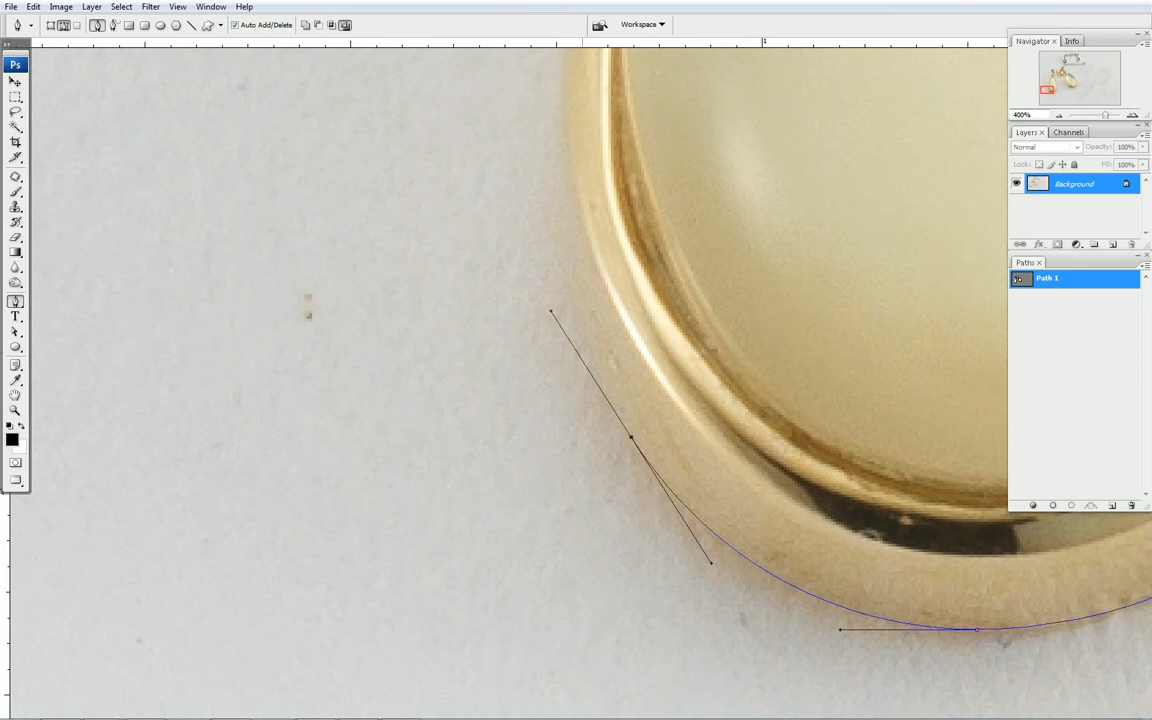 File Edit Image Layer Select Filter View Window Help
Auto Add/Delete
Workspace
1
Ps
T
Navigator Info
400%
Layers Channels
Normal Opacity: 100%
Lock: Fill: 100%
Background
Paths
Path 1